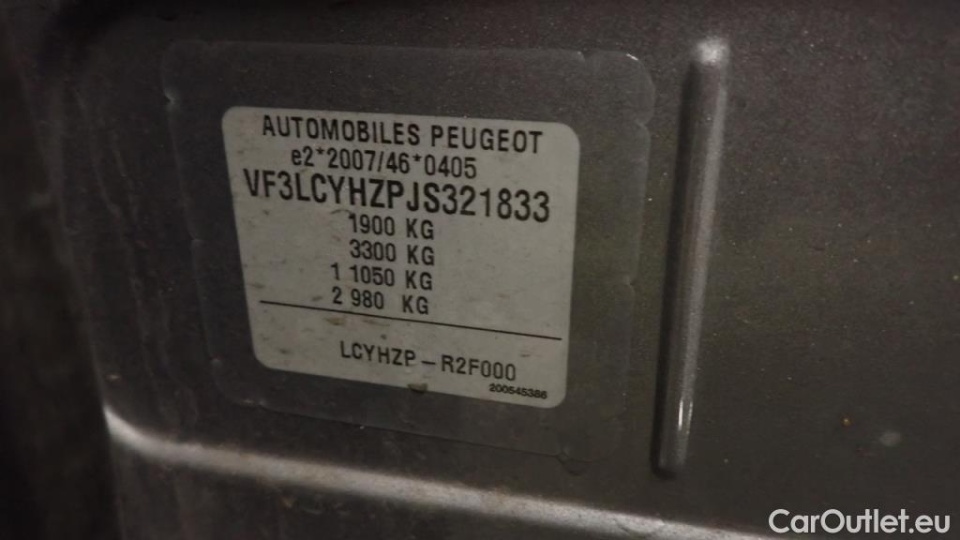 AUTOMOBILES PEUGEOT
e2*2007/46*0405
VF3LCYHZPJS321833
1900 KG
3300 KG
1 1050 KG
2 980 KG
LCYHZP - R2F000
200545386
CarOutlet.eu